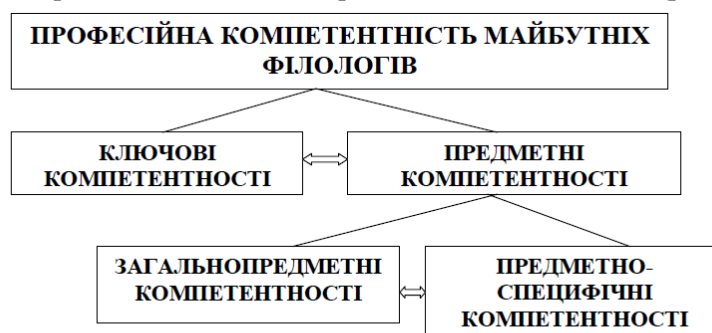 ПРОФЕСІЙНА КОМПЕТЕНТНІСТЬ МАЙБУТНІХ
ФІЛОЛОГІВ
КЛЮЧОВІ
КОМПЕТЕНТНОСТІ
ПРЕДМЕТНІ
КОМПЕТЕНТНОСТІ
ЗАГАЛЬНОПРЕДМЕТНІ
КОМПЕТЕНТНОСТІ
ПРЕДМЕТНО-
СПЕЦИФІЧНІ
КОМПЕТЕНТНОСТІ